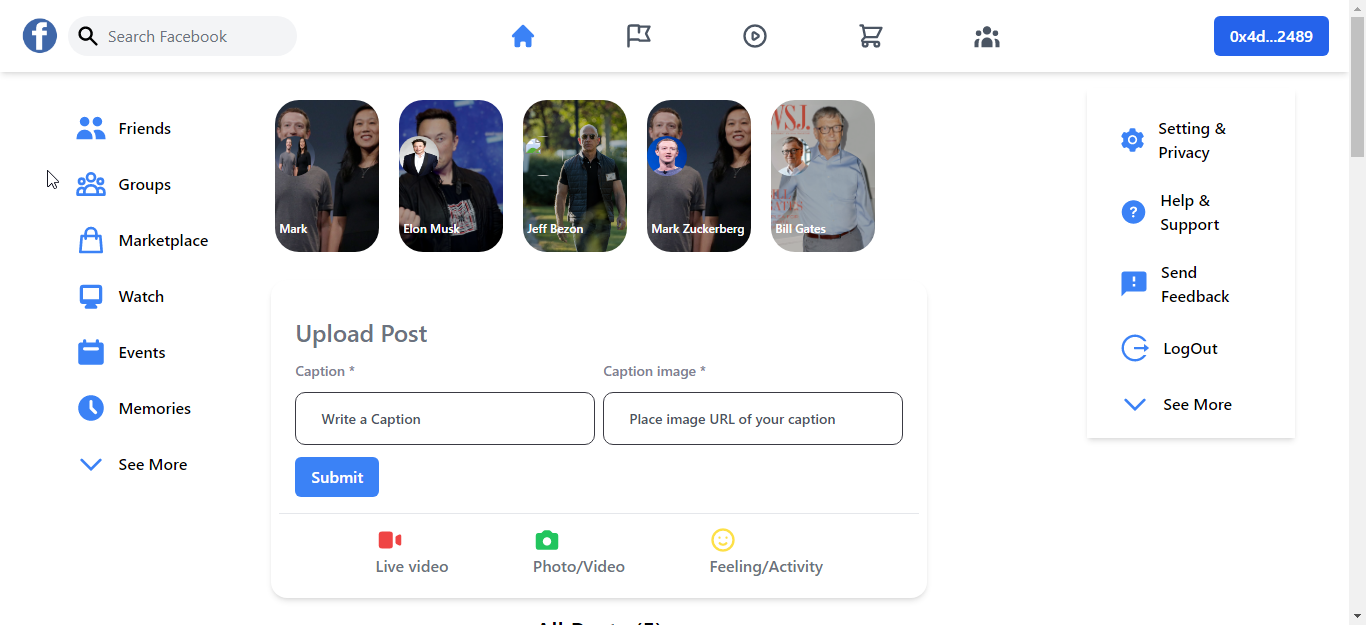 f Search Facebook 0x4d...2489
Friends
Groups
Marketplace
Watch
Events
Memories
See More
WSJ.
Mark Elon Musk Jeff Bezon Mark Zuckerberg Bill Gates
Upload Post
Caption * Caption image *
Write a Caption Place image URL of your caption
Submit
Live video Photo/Video Feeling/Activity
Setting &
Privacy
Help &
Support
Send
Feedback
LogOut
See More